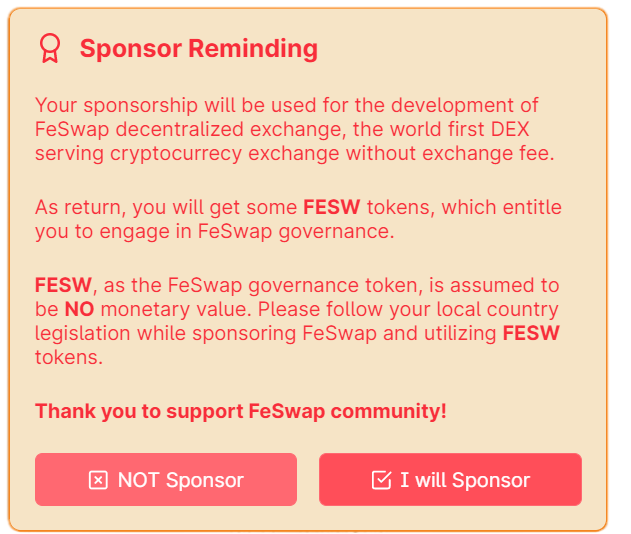 Sponsor Reminding
Your sponsorship will be used for the development of
FeSwap decentralized exchange, the world first DEX
serving cryptocurrecy exchange without exchange fee.
As return, you will get some FESW tokens, which entitle
you to engage in FeSwap governance.
FESW, as the FeSwap governance token, is assumed to
be NO monetary value. Please follow your local country
legislation while sponsoring FeSwap and utilizing FESW
tokens.
Thank you to support FeSwap community!
NOT Sponsor
I will Sponsor